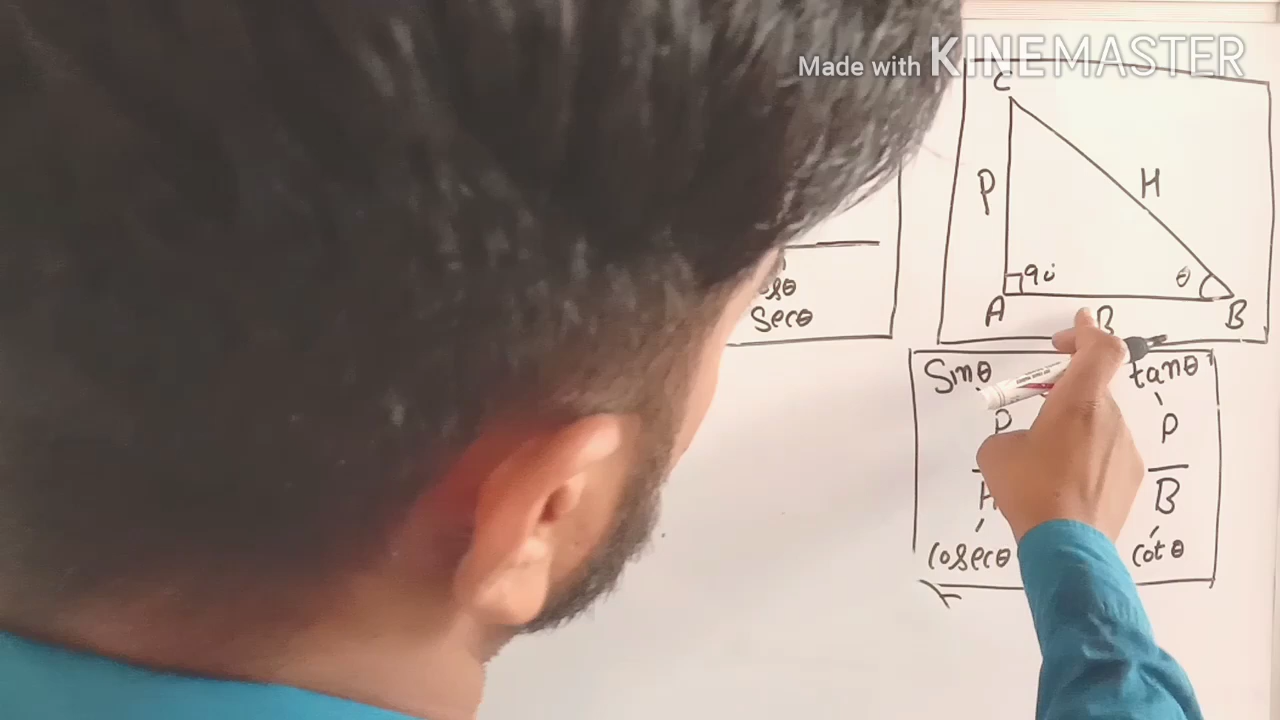 Made with KINEMASTER
C
P
H
90
θ
A
B
B
secθ
sinθ
tanθ
P
P
H
B
cosecθ
cotθ